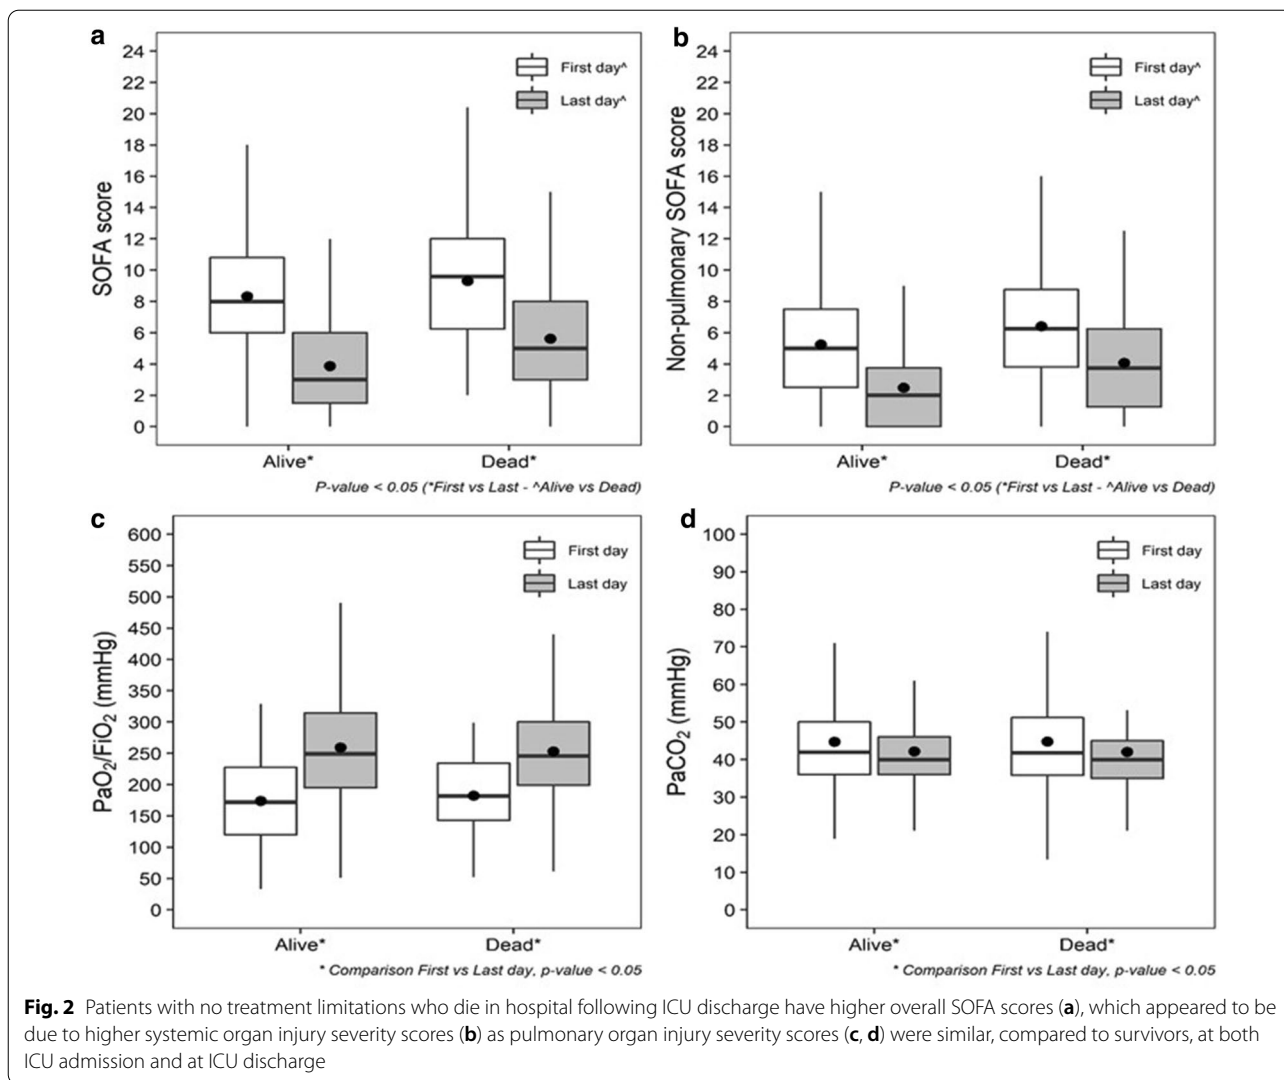 a
24
22
20
18
16
14
12
10
8
6
4
2
0
SOFA score
First day^
Last day^
Alive*
Dead*
P-value < 0.05 (*First vs Last - ^Alive vs Dead)
b
24
22
20
18
16
14
12
10
8
6
4
2
0
Non-pulmonary SOFA score
First day^
Last day^
Alive*
Dead*
P-value < 0.05 (*First vs Last - ^Alive vs Dead)
c
600
550
500
450
400
350
300
250
200
150
100
50
0
PaO₂/FiO₂ (mmHg)
First day
Last day
Alive*
Dead*
* Comparison First vs Last day, p-value < 0.05
d
100
90
80
70
60
50
40
30
20
10
0
PaCO₂ (mmHg)
First day
Last day
Alive*
Dead*
* Comparison First vs Last day, p-value < 0.05
Fig. 2 Patients with no treatment limitations who die in hospital following ICU discharge have higher overall SOFA scores (a), which appeared to be
due to higher systemic organ injury severity scores (b) as pulmonary organ injury severity scores (c, d) were similar, compared to survivors, at both
ICU admission and at ICU discharge